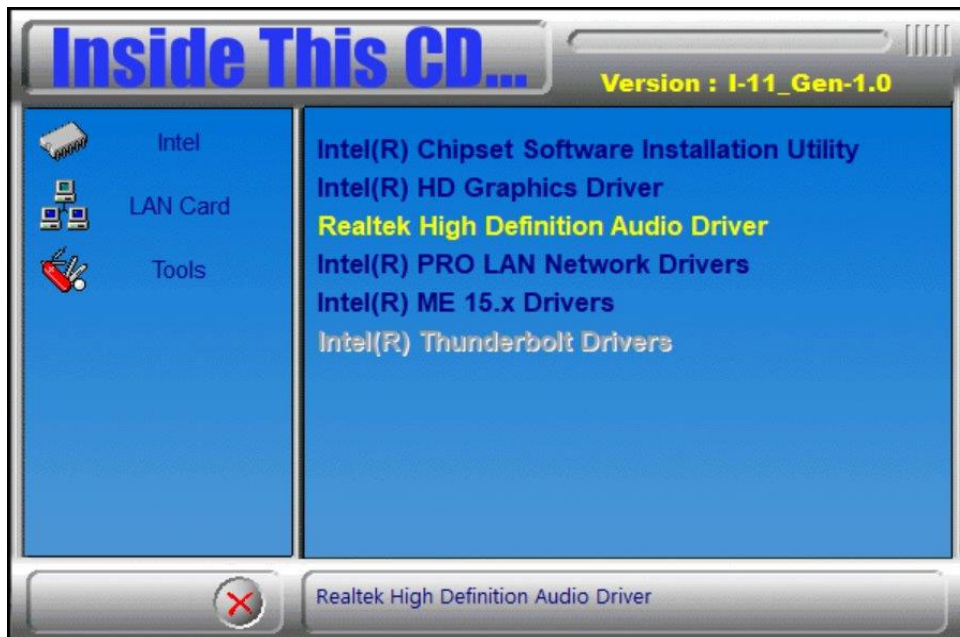 Inside This CD...
Version : I-11_Gen-1.0
Intel
LAN Card
Tools
Intel(R) Chipset Software Installation Utility
Intel(R) HD Graphics Driver
Realtek High Definition Audio Driver
Intel(R) PRO LAN Network Drivers
Intel(R) ME 15.x Drivers
Intel(R) Thunderbolt Drivers
Realtek High Definition Audio Driver